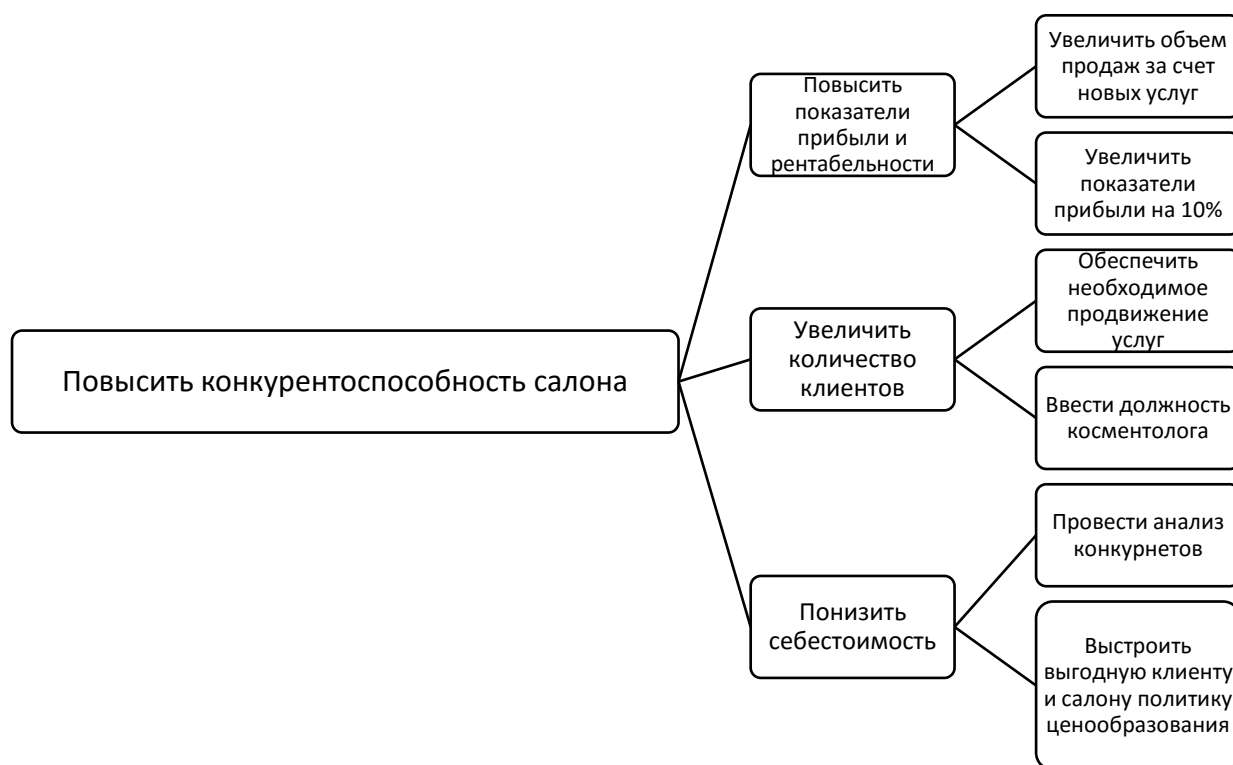 Повысить конкурентоспособность салона
Повысить
показатели
прибыли и
рентабельности
Увеличить объем
продаж за счет
новых услуг
Увеличить
показатели
прибыли на 10%
Увеличить
количество
клиентов
Обеспечить
необходимое
продвижение
услуг
Ввести должность
косментолога
Понизить
себестоимость
Провести анализ
конкурнетов
Выстроить
выгодную клиенту
и салону политику
ценообразования